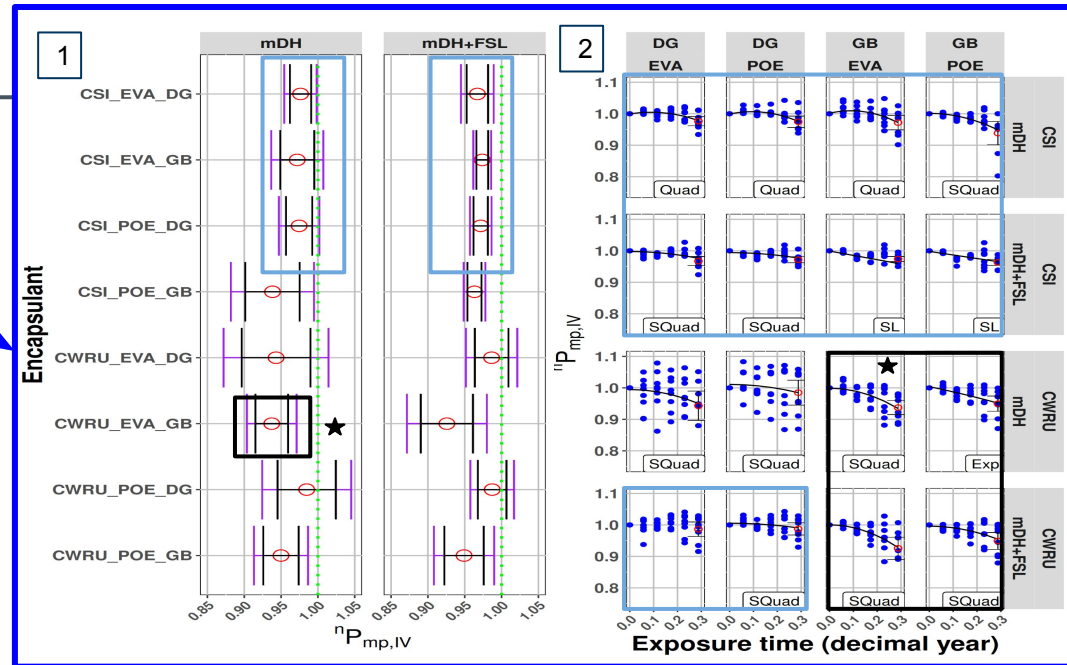 1
mDH
mDH+FSL
Encapsulant
CSI_EVA_DG
CSI_EVA_GB
CSI_POE_DG
CSI_POE_GB
CWRU_EVA_DG
CWRU_EVA_GB
CWRU_POE_DG
CWRU_POE_GB
0.85 0.90 0.95 1.00 1.05
0.85 0.90 0.95 1.00 1.05
nPmp,IV
2
DG DG GB GB
EVA POE EVA POE
nPmp,IV
1.1
1.0
0.9
0.8
Quad Quad Quad SQuad
mDH CSI
1.1
1.0
0.9
0.8
SQuad SQuad SL SL
mDH+FSL CSI
1.1
1.0
0.9
0.8
SQuad SQuad SQuad Exp
mDH CWRU
1.1
1.0
0.9
0.8
SQuad SQuad SQuad
mDH+FSL CWRU
0.0 0.1 0.2 0.3 0.0 0.1 0.2 0.3 0.0 0.1 0.2 0.3 0.0 0.1 0.2 0.3
Exposure time (decimal year)